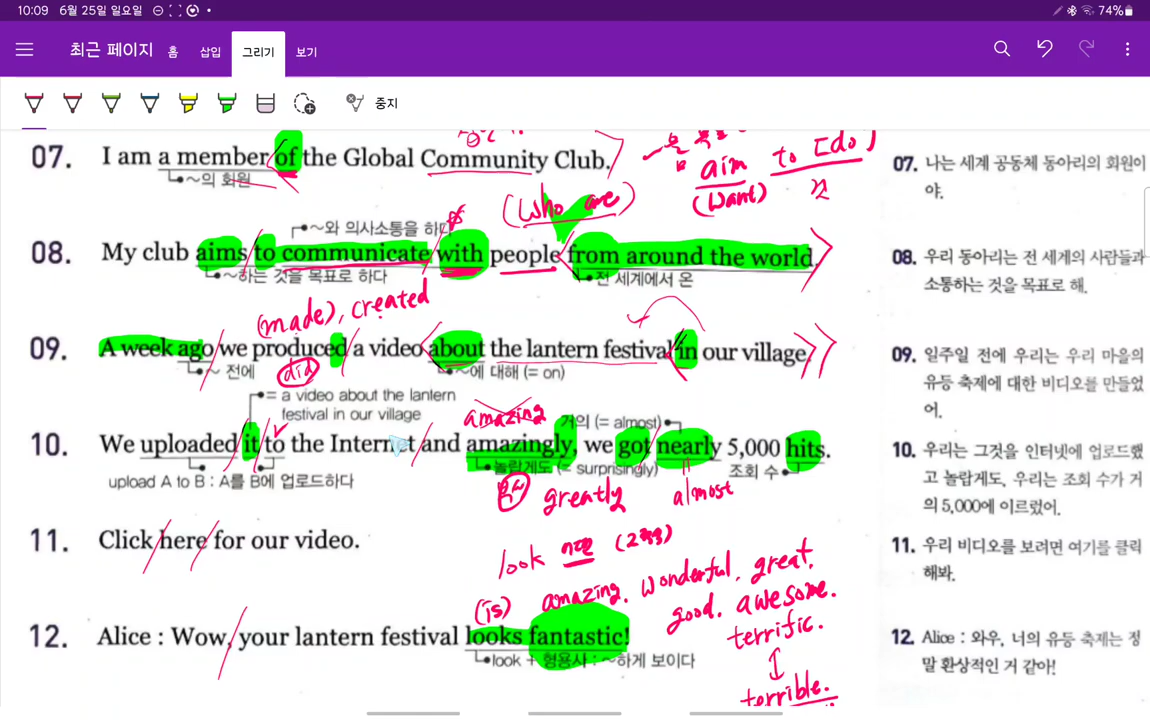 10:09 6월 25일 일요일 74%
최근 페이지 홈 삽입 그리기 보기
중지
07. I am a member of the Global Community Club.
~의 회원
aim to [do]
(want) 것
07. 나는 세계 공동체 동아리의 회원이
야.
(who are)
~와 의사소통을 하다
08. My club aims to communicate with people from around the world.
~하는 것을 목표로 하다
전 세계에서 온
08. 우리 동아리는 전 세계의 사람들과
소통하는 것을 목표로 해.
(made), created
09. A week ago we produced a video about the lantern festival in our village.
~ 전에
did
~에 대해 (= on)
09. 일주일 전에 우리는 우리 마을의
유등 축제에 대한 비디오를 만들었
어.
= a video about the lantern
festival in our village
amazing
거의 (= almost)
10. We uploaded it to the Internet and amazingly, we got nearly 5,000 hits.
upload A to B : A를 B에 업로드하다
놀랍게도 (= surprisingly)
조회 수
greatly
almost
10. 우리는 그것을 인터넷에 업로드했
고 놀랍게도, 우리는 조회 수가 거
의 5,000에 이르렀어.
11. Click here for our video.
11. 우리 비디오를 보려면 여기를 클릭
해봐.
look (2형식)
(is) amazing. wonderful. great.
good. awesome.
terrific.
terrible.
12. Alice : Wow, your lantern festival looks fantastic!
look + 형용사 : ~하게 보이다
12. Alice : 와우, 너의 유등 축제는 정
말 환상적인 거 같아!